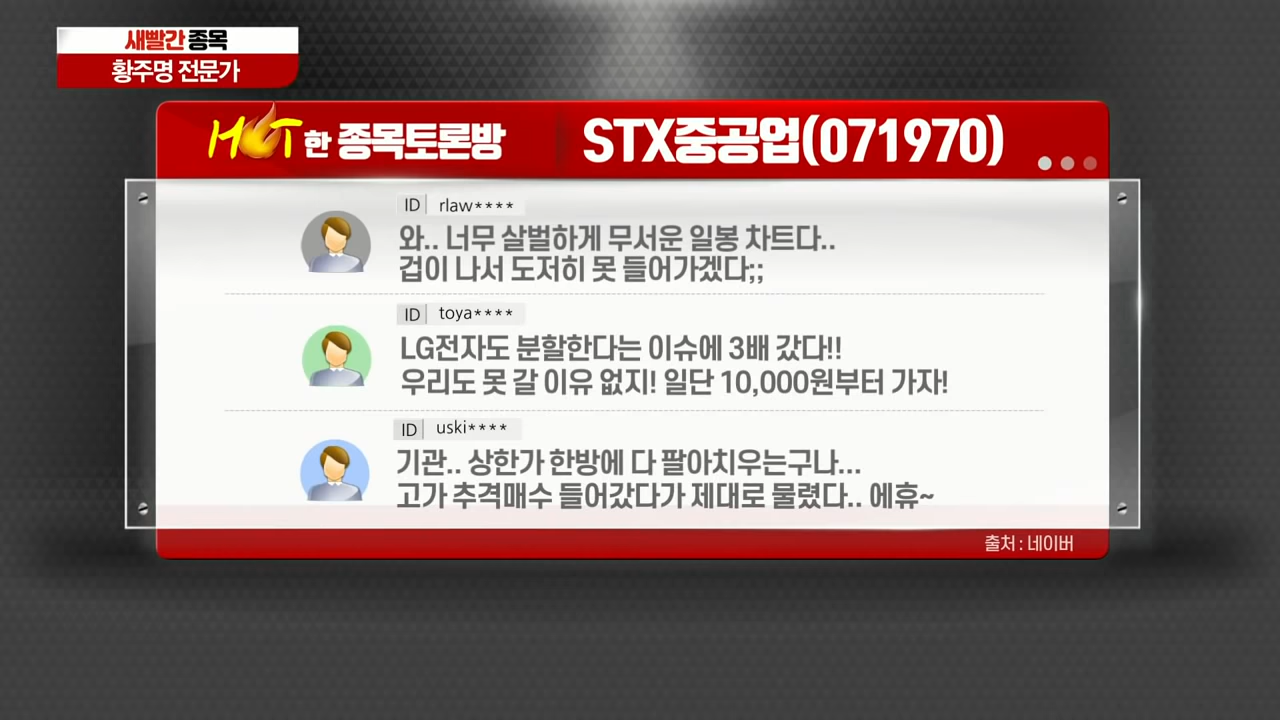 새빨간 종목
황주명 전문가
HOT한 종목토론방
STX중공업(071970)
ID rlaw****
와.. 너무 살벌하게 무서운 일봉 차트다..
겁이 나서 도저히 못 들어가겠다;;
ID toya****
LG전자도 분할한다는 이슈에 3배 갔다!!
우리도 못 갈 이유 없지! 일단 10,000원부터 가자!
ID uski****
기관.. 상한가 한방에 다 팔아치우는구나...
고가 추격매수 들어갔다가 제대로 물렸다.. 에휴~
출처 : 네이버